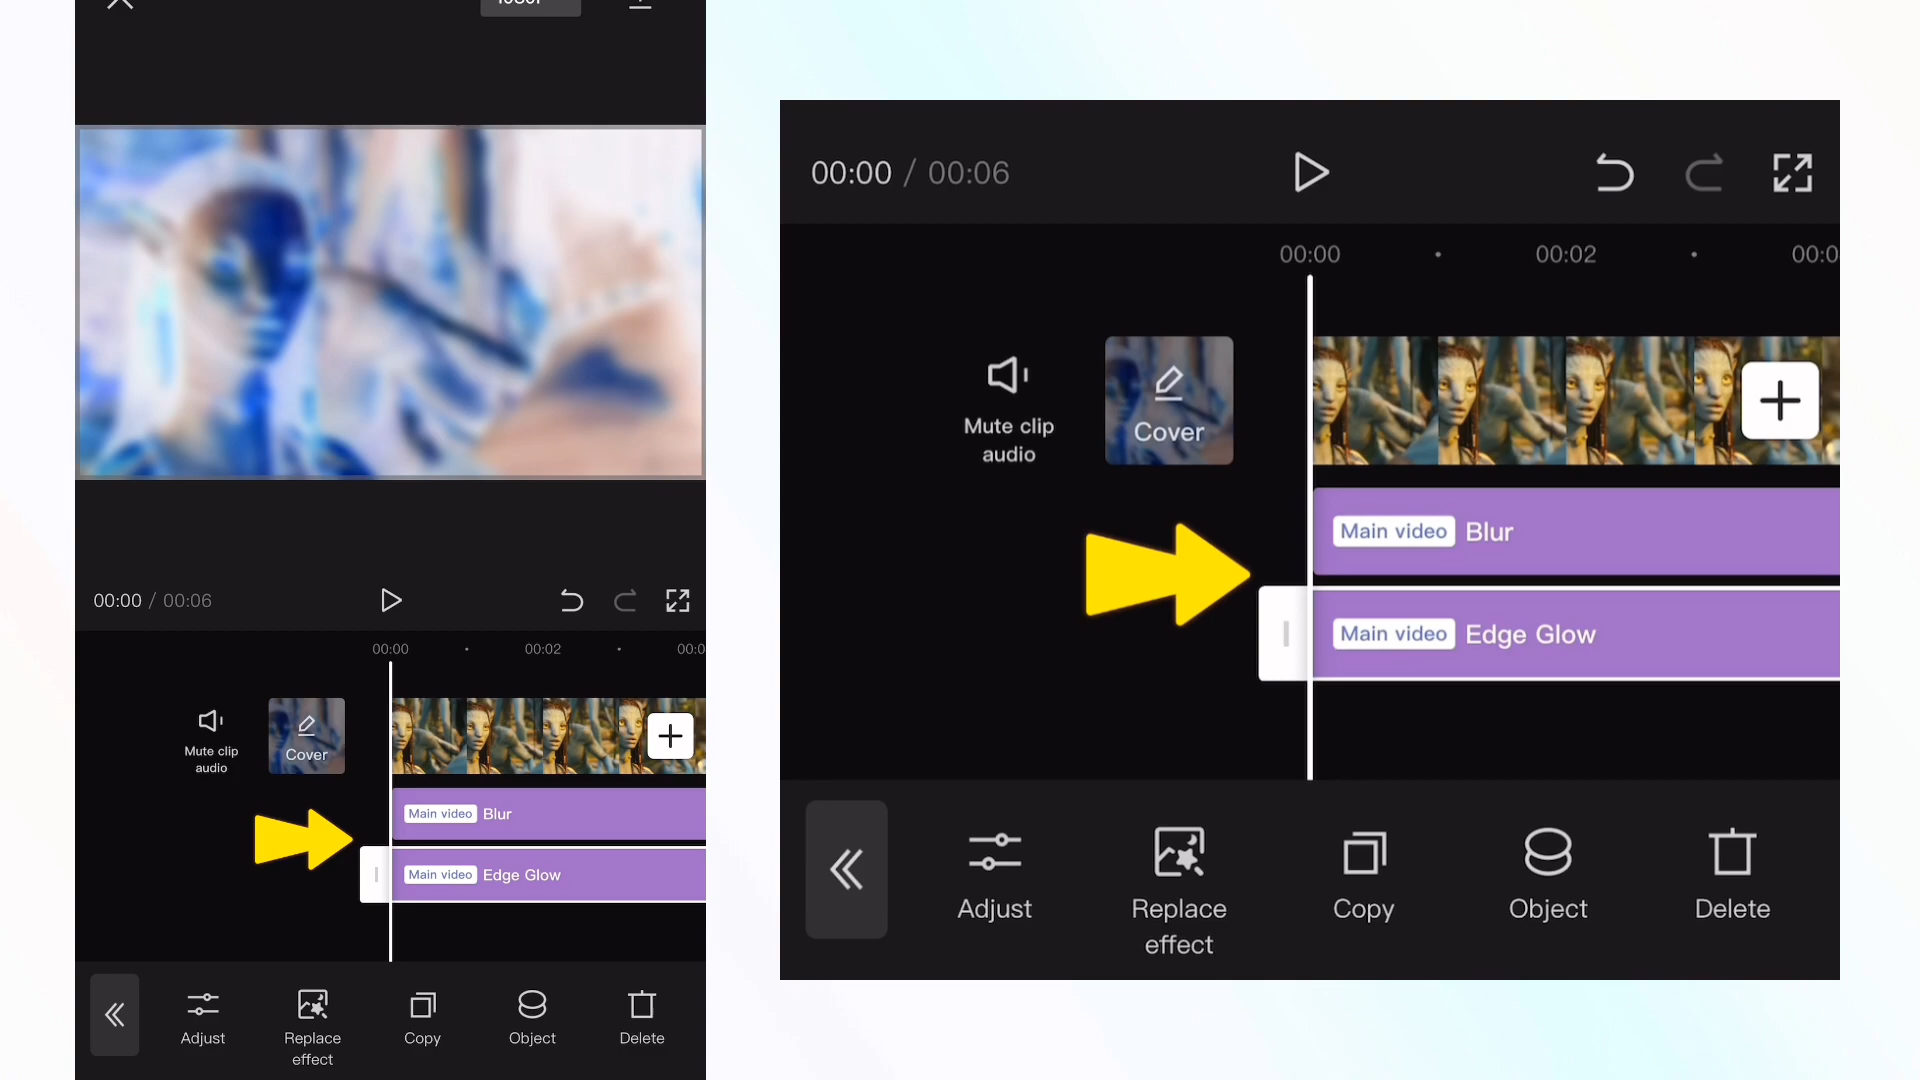 00:00 / 00:06
00:00 • 00:02 • 00:0
Mute clip
audio
Cover
Main video Blur
Main video Edge Glow
Adjust
Replace
effect
Copy
Object
Delete
00:00 / 00:06
00:00 • 00:02 • 00:0
Mute clip
audio
Cover
Main video Blur
Main video Edge Glow
Adjust
Replace
effect
Copy
Object
Delete